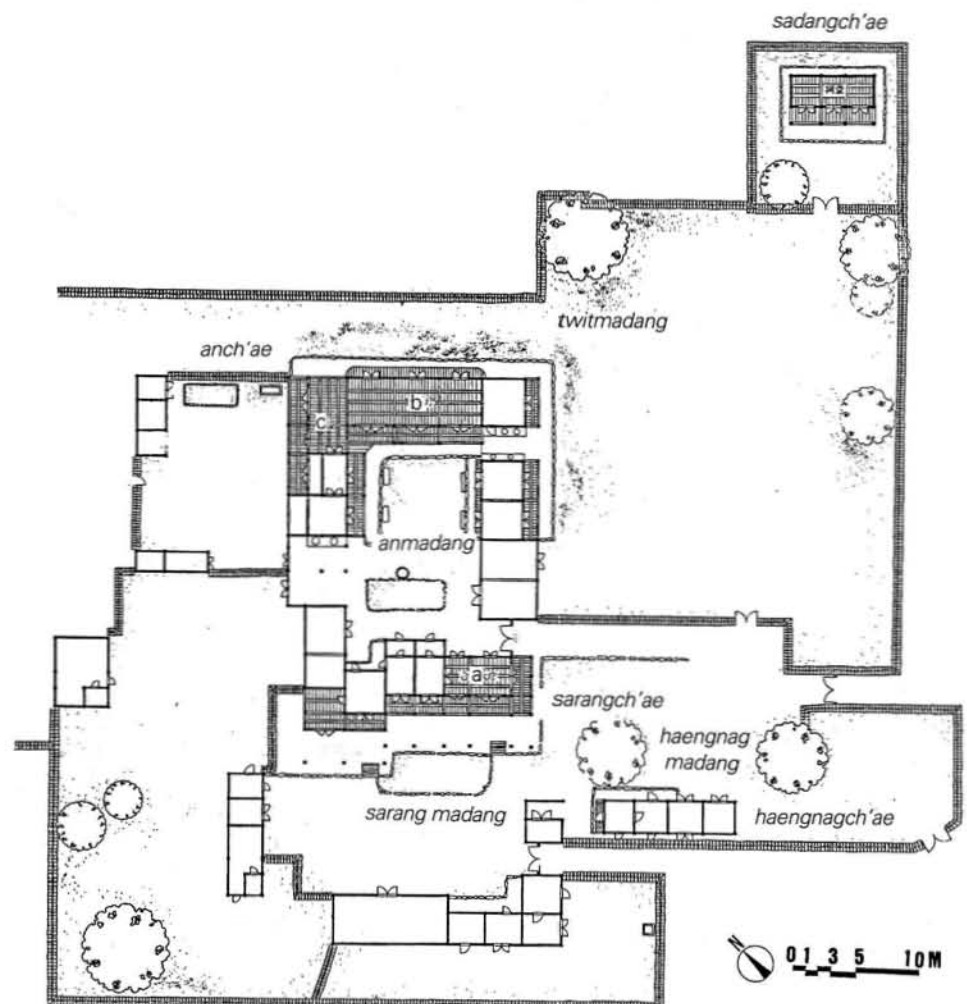 sadangch'ae
twitmadang
anch'ae
b
c
anmadang
a
sarangch'ae
haengnag
madang
sarang madang
haengnagch'ae
N
0 1 3 5 10M